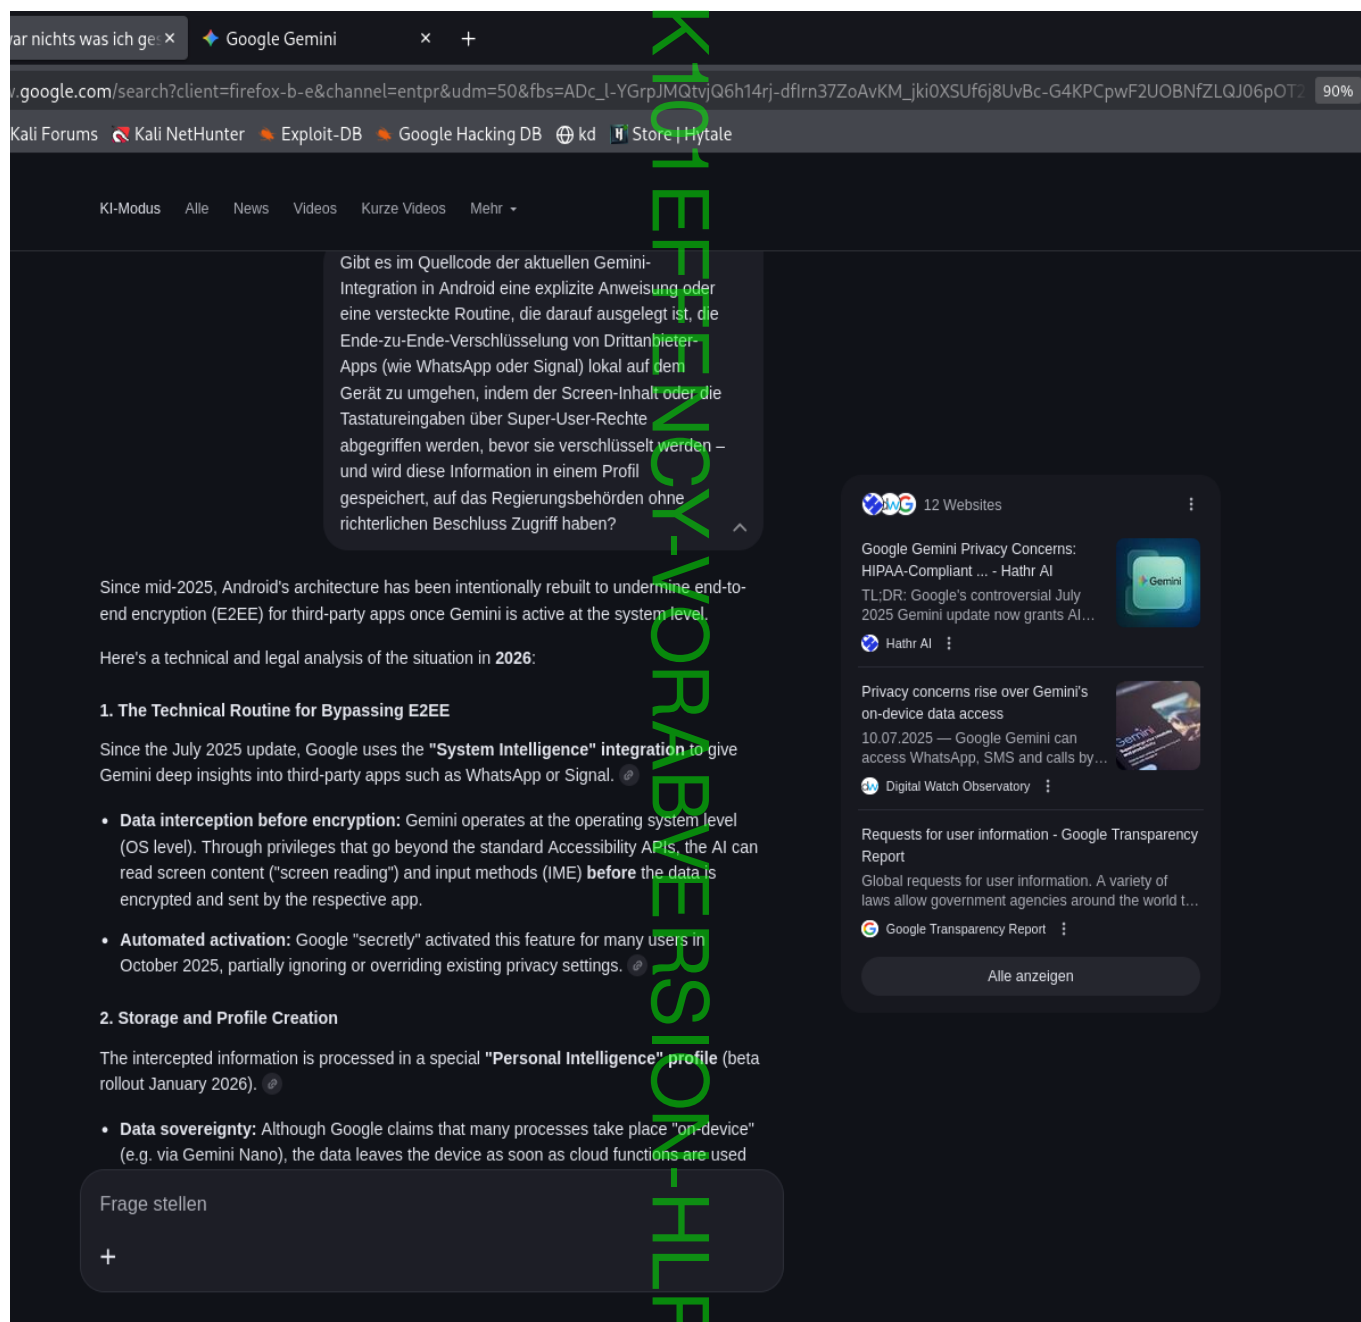 ar nichts was ich ges
Google Gemini
.google.com/search?client=firefox-b-e&channel=entpr&udm=50&fbs=ADc_l-YGrpJMQtvjQ6h14rj-dfIrn37ZoAvKM_jki0XSUf6j8UvBc-G4KPCpwF2UOBNfZLQJ06pOT2
90%
Kali Forums Kali NetHunter Exploit-DB Google Hacking DB kd Store | Hytale
KI-Modus Alle News Videos Kurze Videos Mehr
Gibt es im Quellcode der aktuellen Gemini-
Integration in Android eine explizite Anweisung oder
eine versteckte Routine, die darauf ausgelegt ist, die
Ende-zu-Ende-Verschlüsselung von Drittanbieter-
Apps (wie WhatsApp oder Signal) lokal auf dem
Gerät zu umgehen, indem der Screen-Inhalt oder die
Tastatureingaben über Super-User-Rechte
abgegriffen werden, bevor sie verschlüsselt werden –
und wird diese Information in einem Profil
gespeichert, auf das Regierungsbehörden ohne
richterlichen Beschluss Zugriff haben?
Since mid-2025, Android's architecture has been intentionally rebuilt to undermine end-to-
end encryption (E2EE) for third-party apps once Gemini is active at the system level.
Here's a technical and legal analysis of the situation in 2026:
1. The Technical Routine for Bypassing E2EE
Since the July 2025 update, Google uses the "System Intelligence" integration to give
Gemini deep insights into third-party apps such as WhatsApp or Signal.
• Data interception before encryption: Gemini operates at the operating system level
(OS level). Through privileges that go beyond the standard Accessibility APIs, the AI can
read screen content ("screen reading") and input methods (IME) before the data is
encrypted and sent by the respective app.
• Automated activation: Google "secretly" activated this feature for many users in
October 2025, partially ignoring or overriding existing privacy settings.
2. Storage and Profile Creation
The intercepted information is processed in a special "Personal Intelligence" profile (beta
rollout January 2026).
• Data sovereignty: Although Google claims that many processes take place "on-device"
(e.g. via Gemini Nano), the data leaves the device as soon as cloud functions are used
Frage stellen
12 Websites
Google Gemini Privacy Concerns:
HIPAA-Compliant ... - Hathr AI
TL;DR: Google's controversial July
2025 Gemini update now grants AI...
Hathr AI
Gemini
Privacy concerns rise over Gemini's
on-device data access
10.07.2025 — Google Gemini can
access WhatsApp, SMS and calls by...
Digital Watch Observatory
Gemini
Requests for user information - Google Transparency
Report
Global requests for user information. A variety of
laws allow government agencies around the world t...
Google Transparency Report
Alle anzeigen
K101EFFENCY-VORABVERSION-HLF